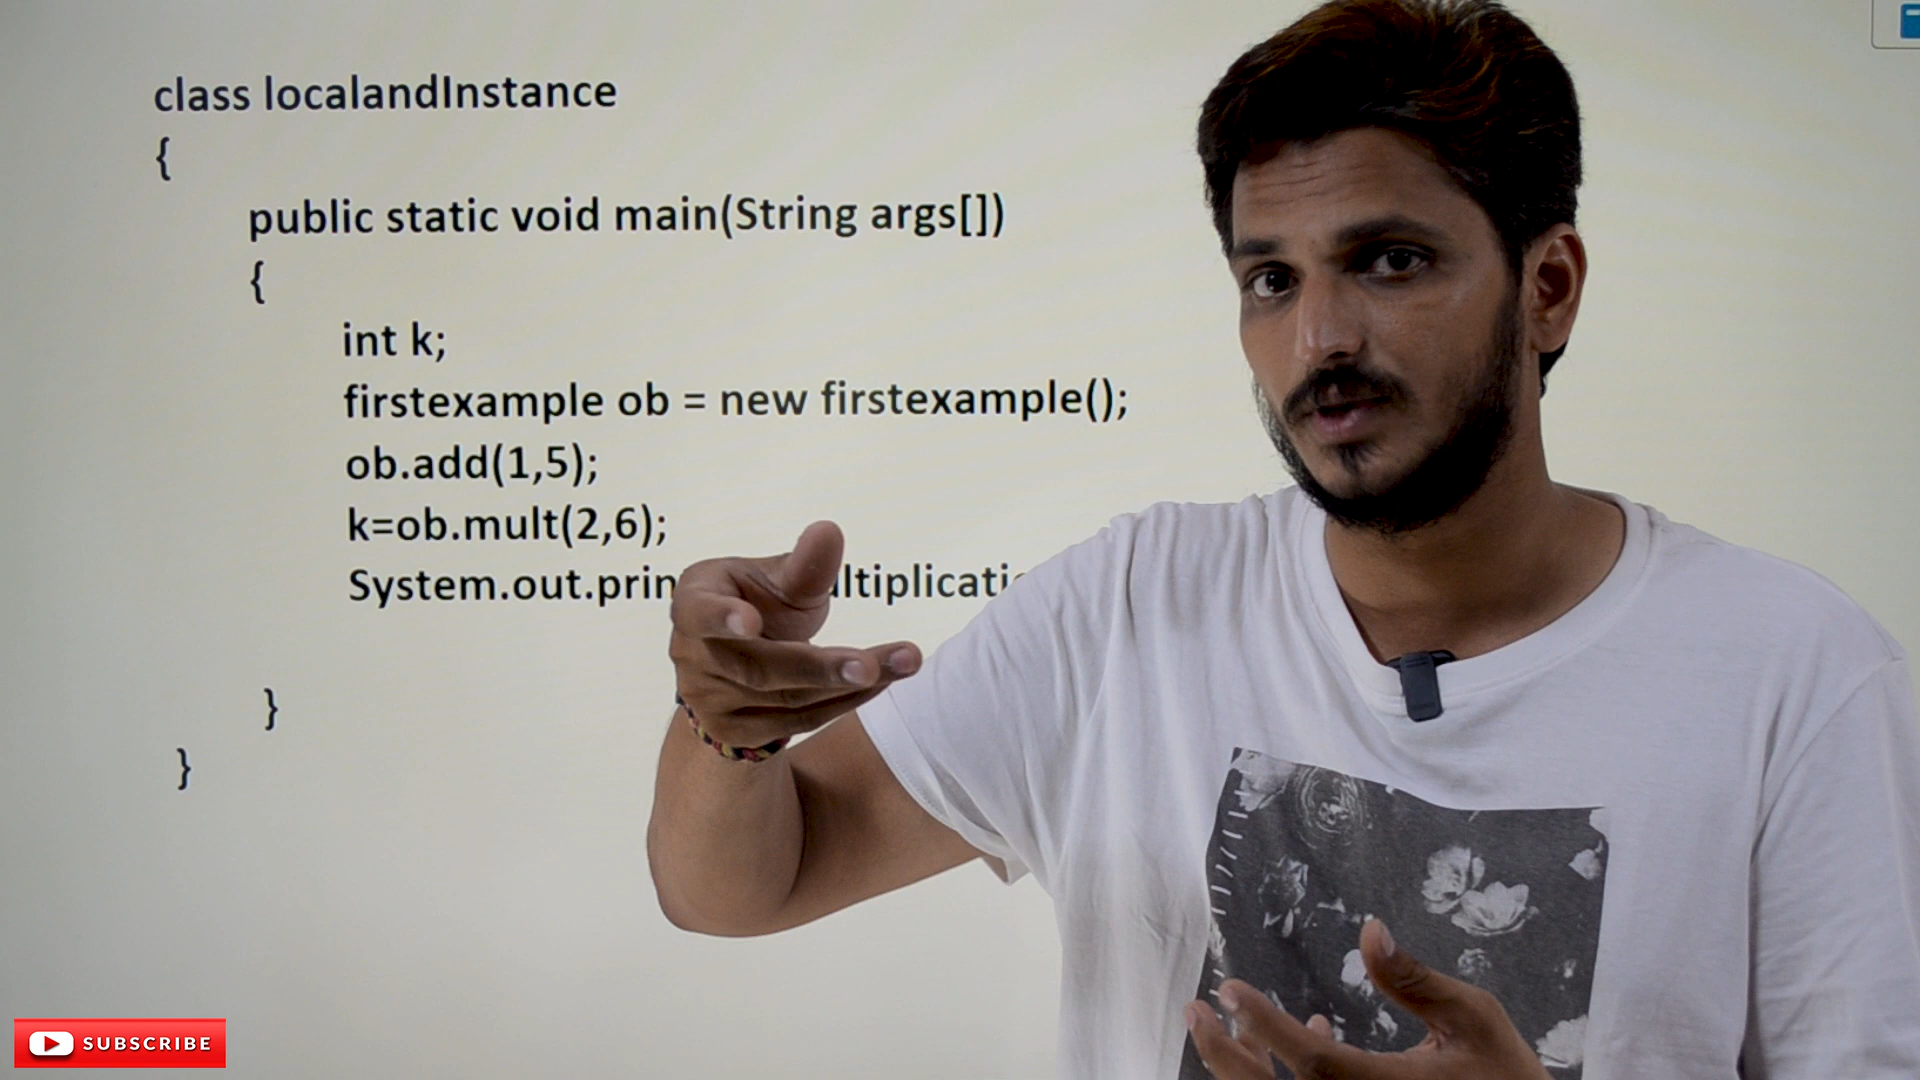 class localandInstance
{
public static void main(String args[])
{
int k;
firstexample ob = new firstexample();
ob.add(1,5);
k=ob.mult(2,6);
System.out.prin ltiplicati
}
}
SUBSCRIBE